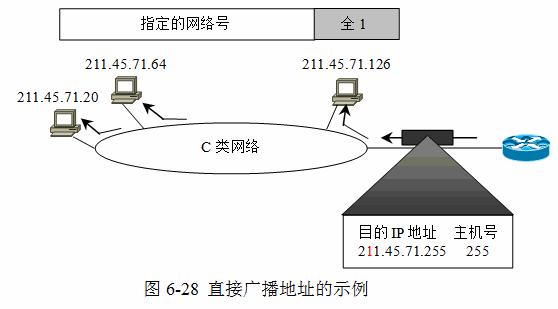 指定的网络号 全 1
211.45.71.64 211.45.71.126
211.45.71.20
C 类网络
目的 IP 地址 主机号
211.45.71.255 255
图 6-28 直接广播地址的示例